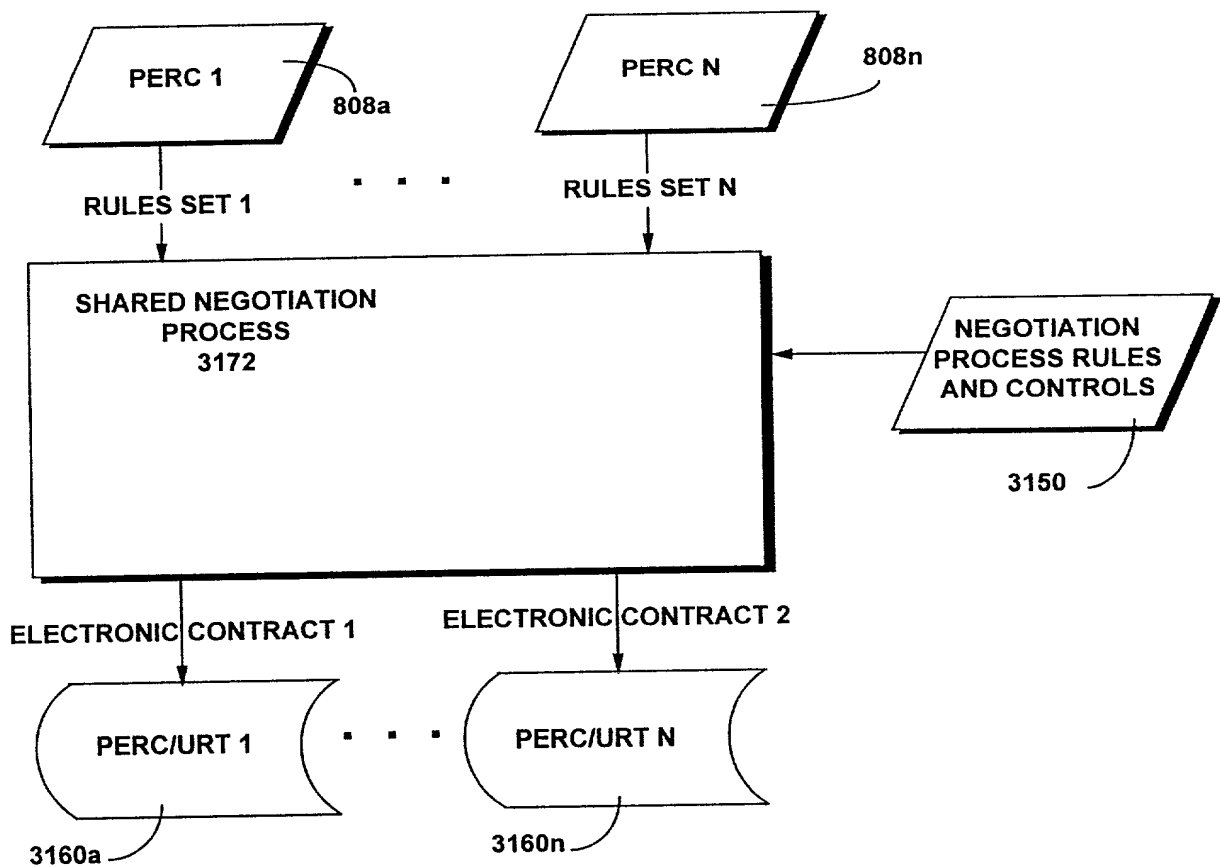 PERC 1
808a
PERC N
808n
RULES SET 1
RULES SET N
SHARED NEGOTIATION
PROCESS
3172
NEGOTIATION
PROCESS RULES
AND CONTROLS
3150
ELECTRONIC CONTRACT 1
ELECTRONIC CONTRACT 2
PERC/URT 1
PERC/URT N
3160a
3160n